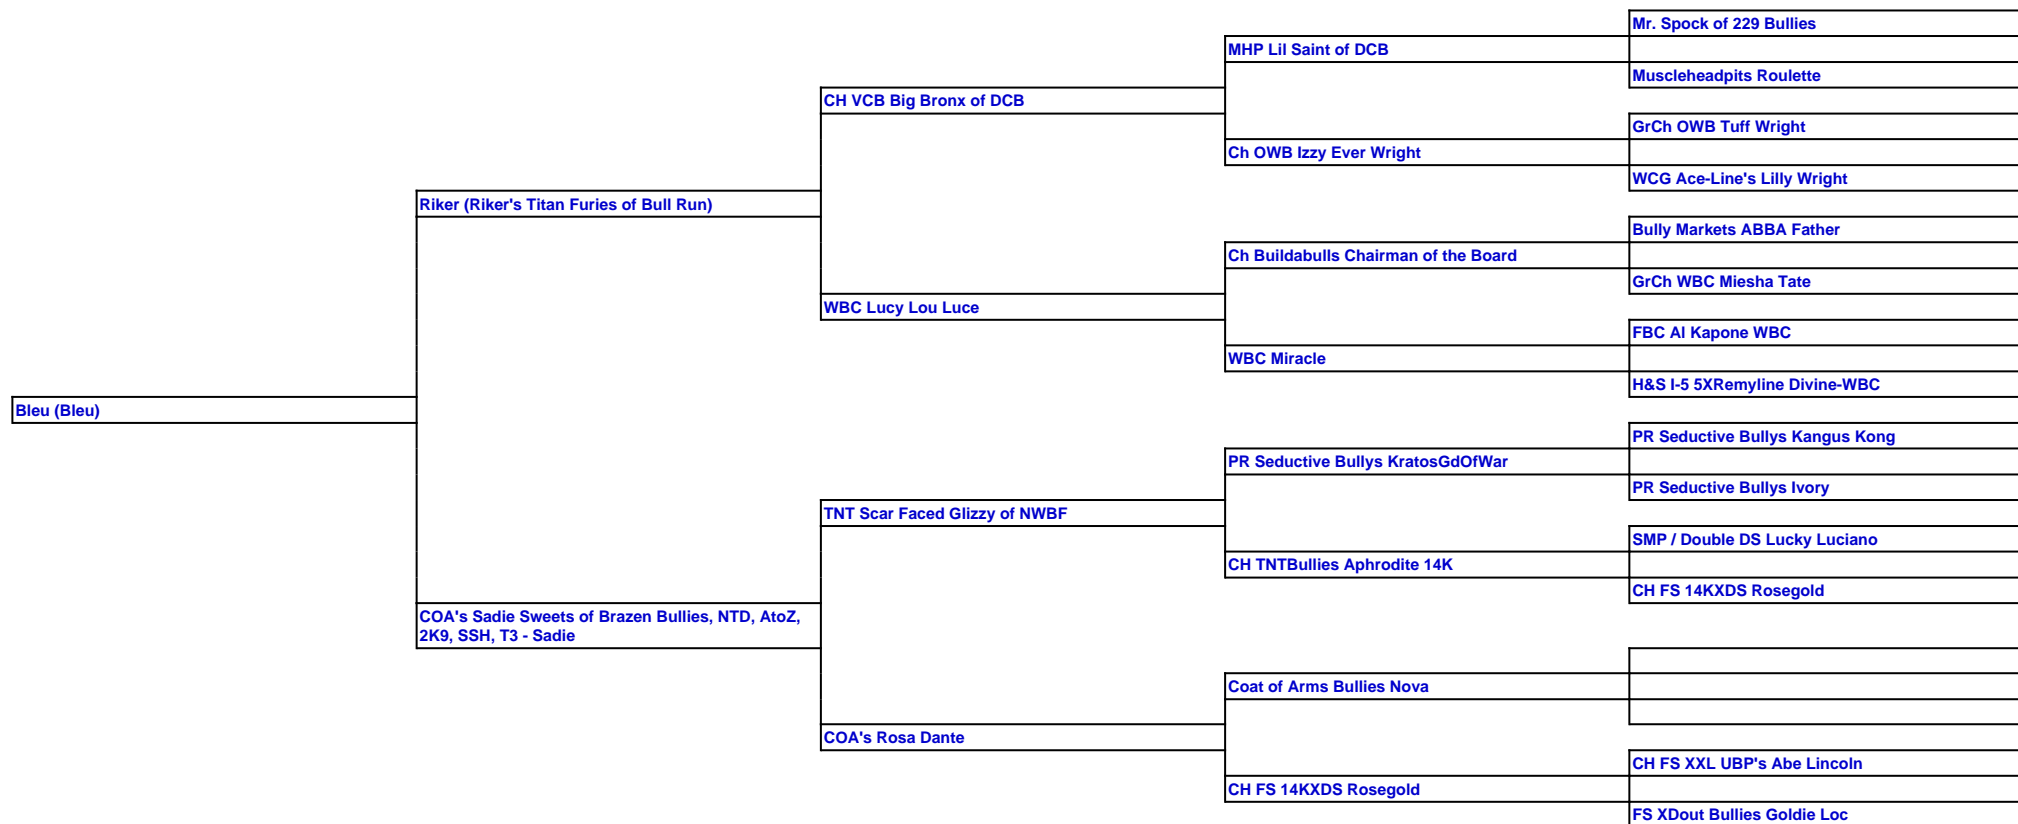 Mr. Spock of 229 Bullies
MHP Lil Saint of DCB
Muscleheadpits Roulette
CH VCB Big Bronx of DCB
GrCh OWB Tuff Wright
Ch OWB Izzy Ever Wright
WCG Ace-Line's Lilly Wright
Riker (Riker's Titan Furies of Bull Run)
Bully Markets ABBA Father
Ch Buildabulls Chairman of the Board
GrCh WBC Miesha Tate
WBC Lucy Lou Luce
FBC Al Kapone WBC
WBC Miracle
H&S I-5 5XRemyline Divine-WBC
Bleu (Bleu)
PR Seductive Bullys Kangus Kong
PR Seductive Bullys KratosGdOfWar
PR Seductive Bullys Ivory
TNT Scar Faced Glizzy of NWBF
SMP / Double DS Lucky Luciano
CH TNTBullies Aphrodite 14K
CH FS 14KXDS Rosegold
COA's Sadie Sweets of Brazen Bullies, NTD, AtoZ,
2K9, SSH, T3 - Sadie
Coat of Arms Bullies Nova
COA's Rosa Dante
CH FS XXL UBP's Abe Lincoln
CH FS 14KXDS Rosegold
FS XDout Bullies Goldie Loc